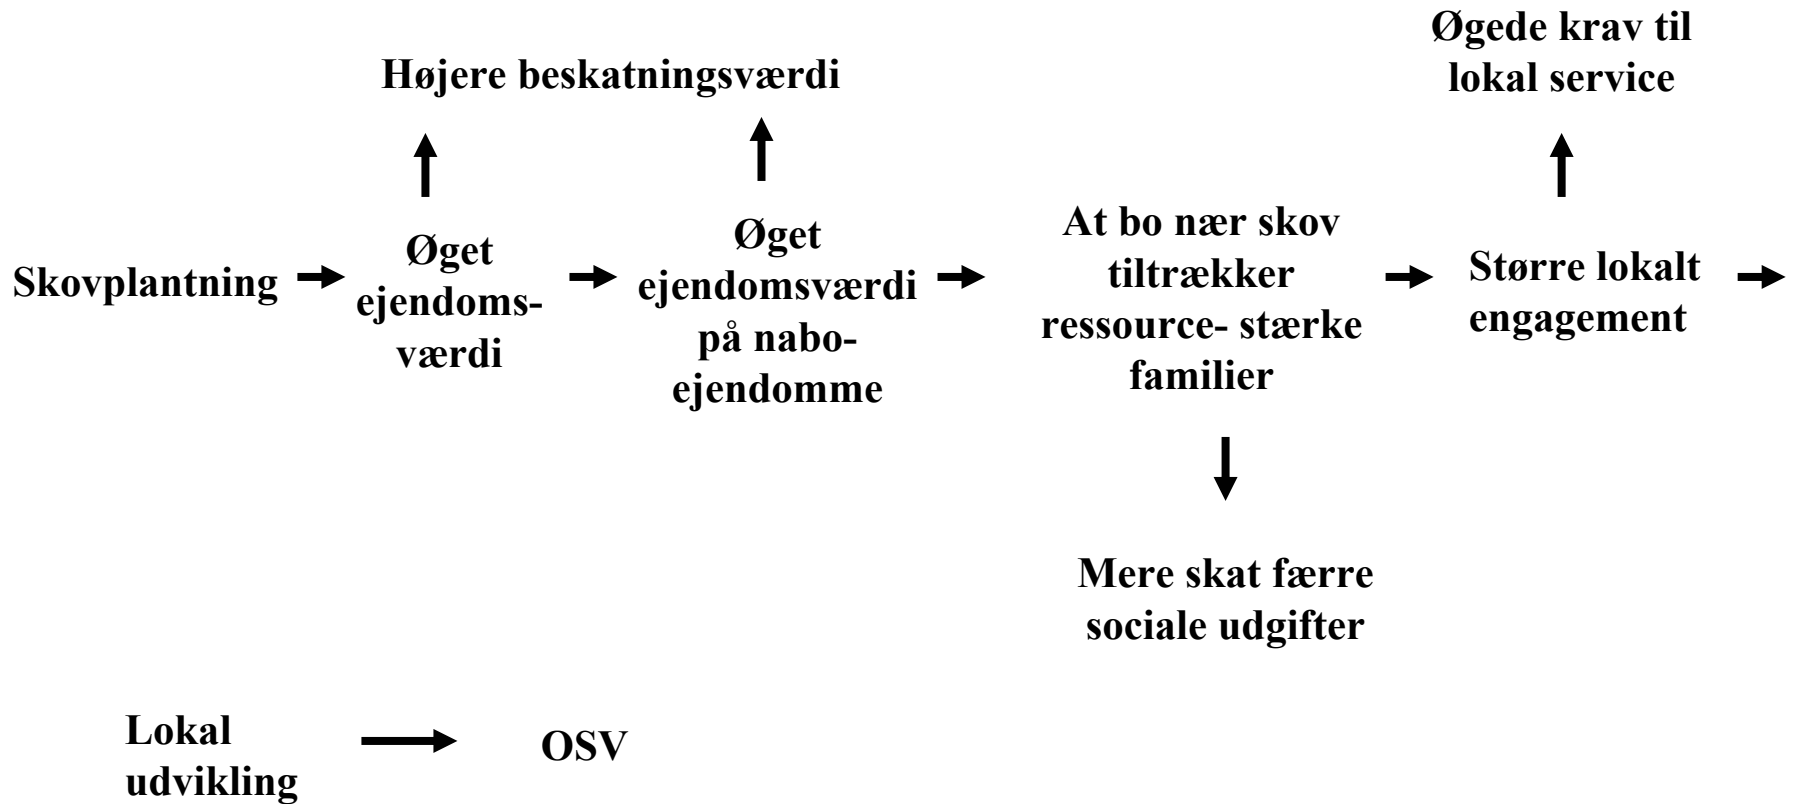 Øgede krav til
lokal service
Højere beskatningsværdi
Skovplantning
Øget
ejendoms-
værdi
Øget
ejendomsværdi
på nabo-
ejendomme
At bo nær skov
tiltrækker
ressource- stærke
familier
Større lokalt
engagement
Mere skat færre
sociale udgifter
Lokal
udvikling
OSV